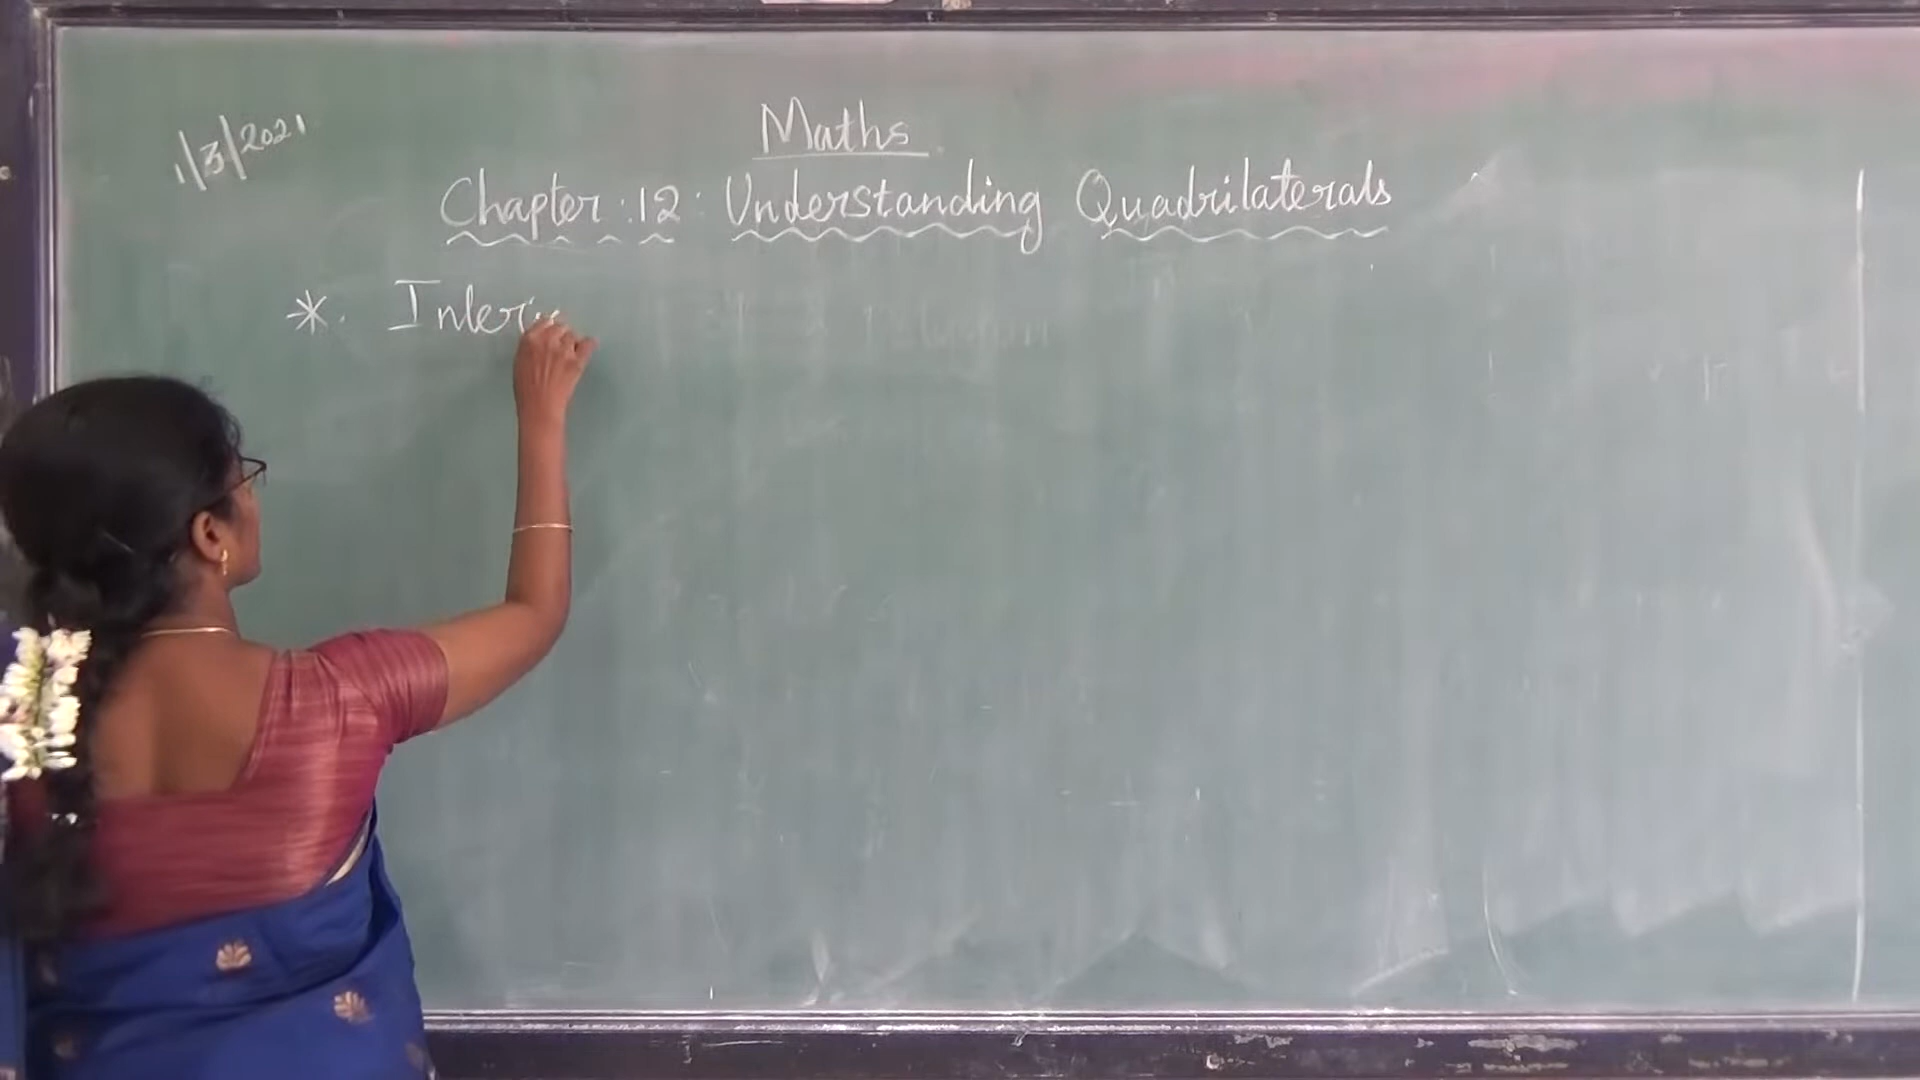 1/3/2021
Maths
Chapter: 12: Understanding Quadrilaterals
*. Interi